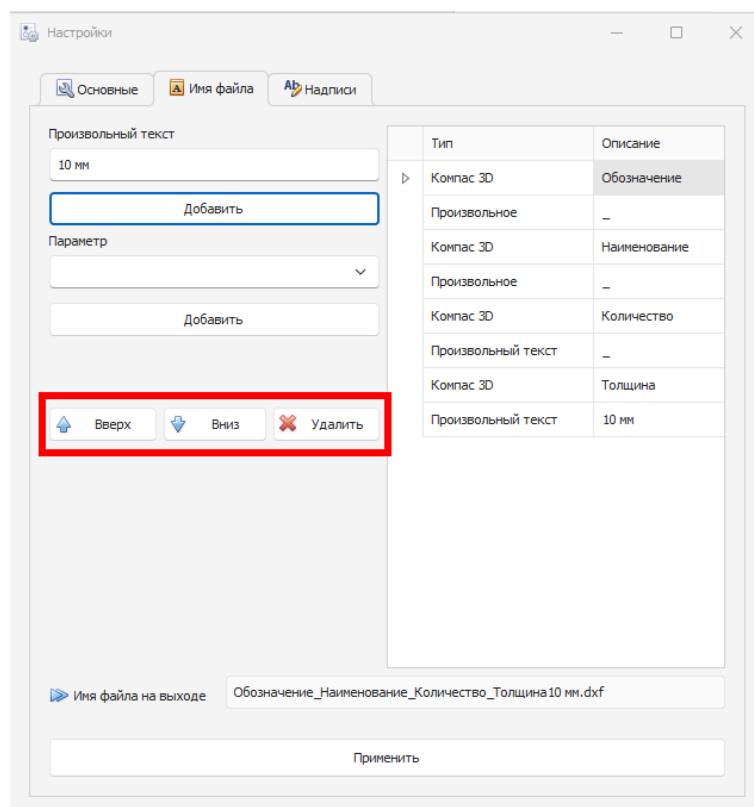 Настройки
Основные
Имя файла
Надписи
Произвольный текст
10 мм
Добавить
Параметр
Добавить
Вверх
Вниз
Удалить
Тип Описание
Компас 3D Обозначение
Произвольное _
Компас 3D Наименование
Произвольное _
Компас 3D Количество
Произвольный текст _
Компас 3D Толщина
Произвольный текст 10 мм
Имя файла на выходе Обозначение_Наименование_Количество_Толщина10 мм.dxf
Применить